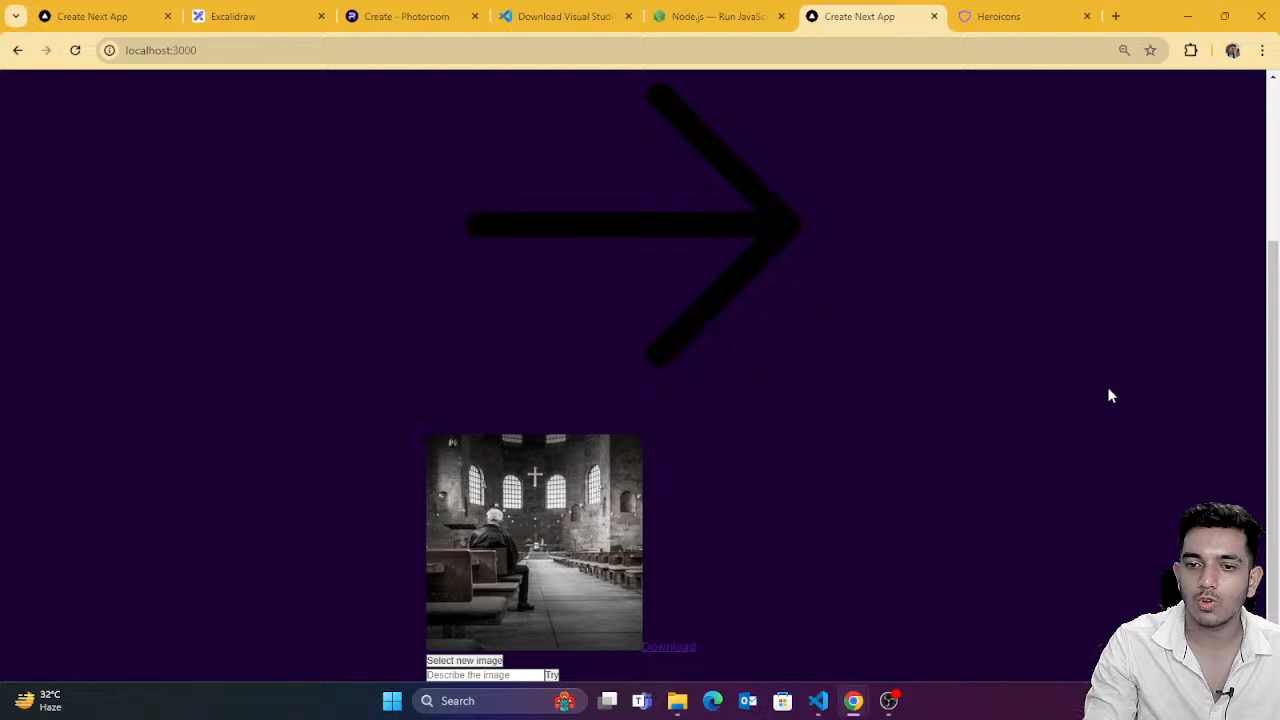 Create Next App
Excalidraw
Create - Photoroom
Download Visual Studi
Node.js — Run JavaSc
Create Next App
Heroicons
localhost:3000
Download
Select new image
Describe the image
Try
32°C
Haze
Search